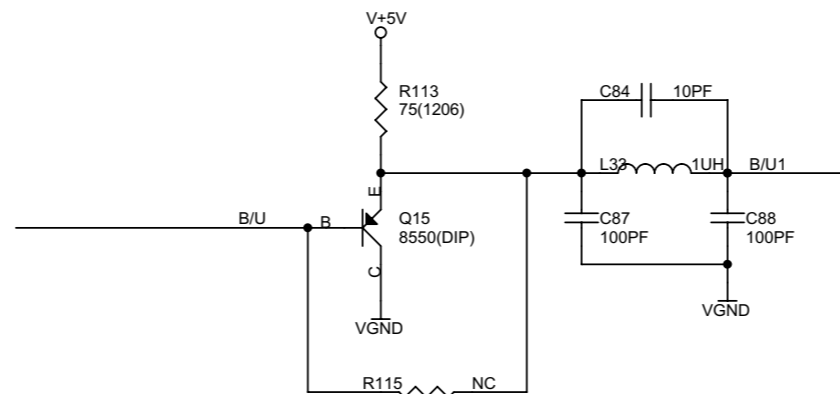 V+5V
R113
75(1206)
C84 10PF
L33 1UH B/U1
E
B/U B Q15
8550(DIP)
C87 C88
100PF 100PF
C
VGND VGND
R115 NC